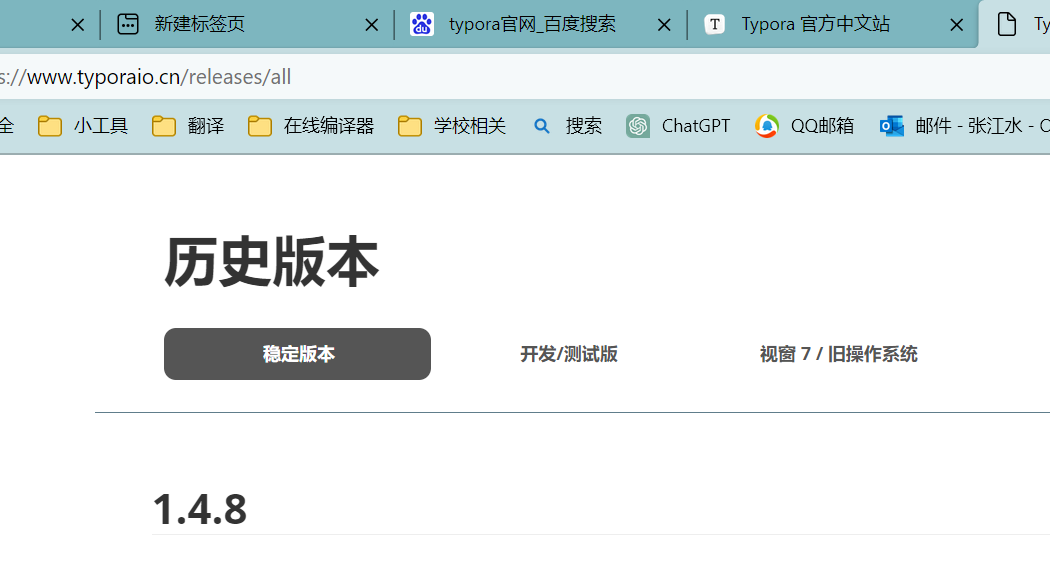 新建标签页
typora官网_百度搜索
Typora 官方中文站
Ty
s://www.typoraio.cn/releases/all
全 小工具 翻译 在线编译器 学校相关 搜索 ChatGPT QQ邮箱 邮件 - 张江水 - O
历史版本
稳定版本 开发/测试版 视窗 7 / 旧操作系统
1.4.8